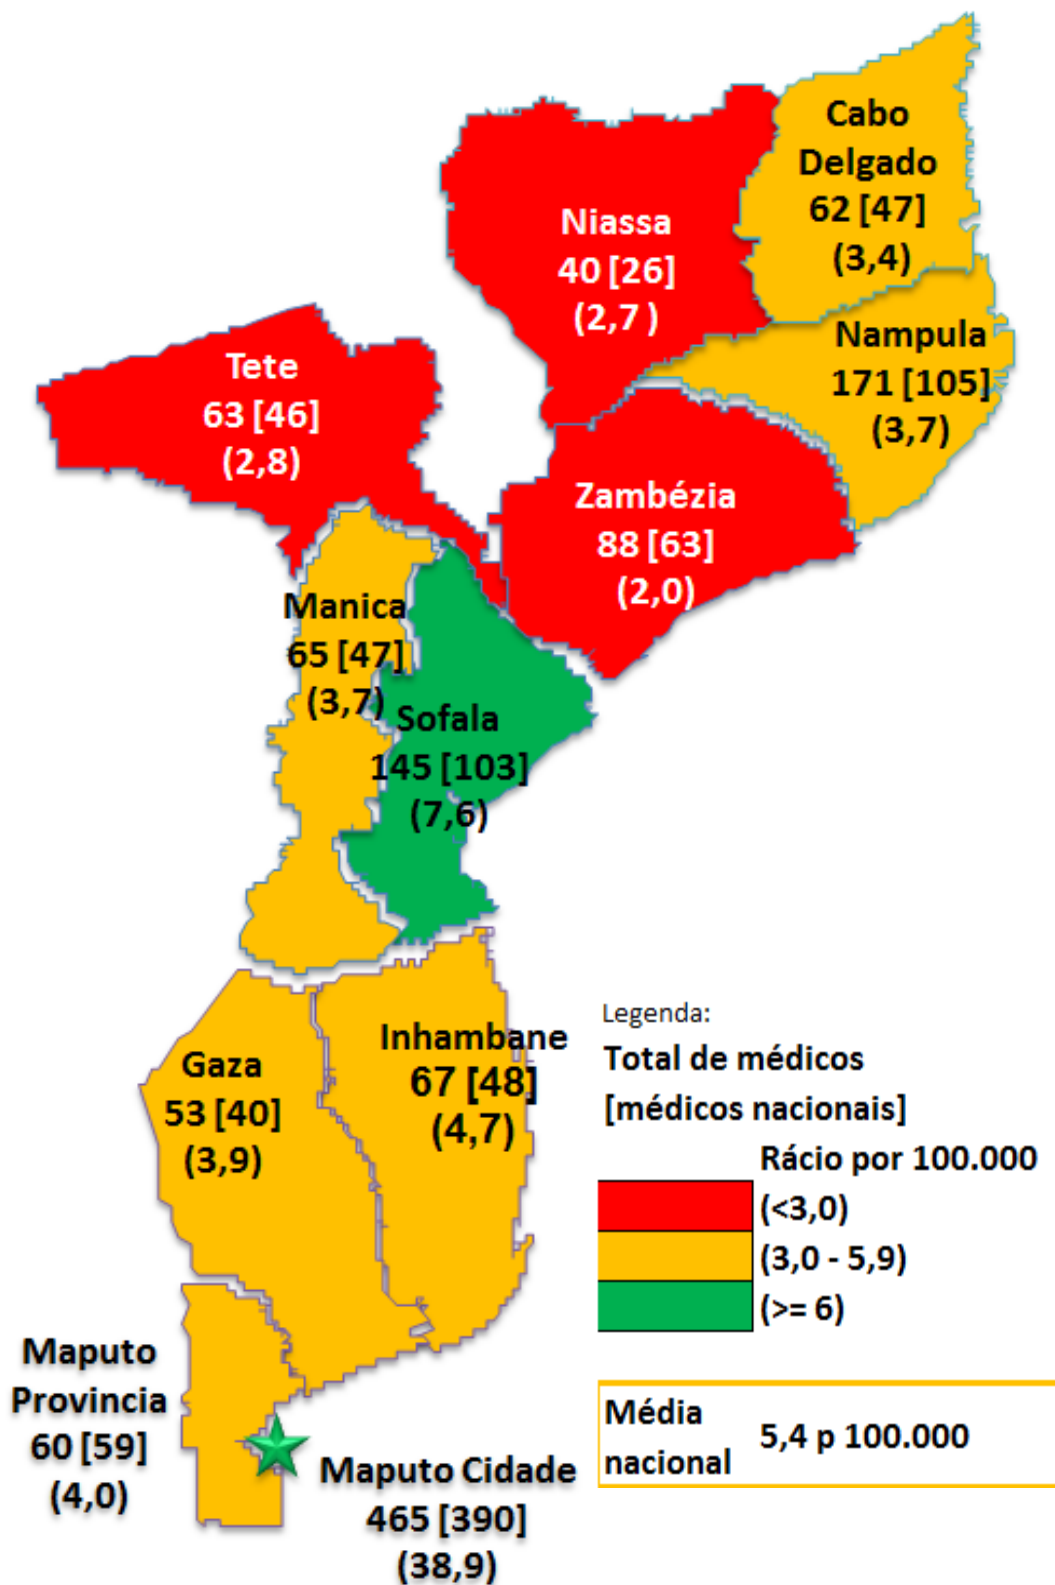 Cabo
Delgado
62 [47]
(3,4)
Niassa
40 [26]
(2,7 )
Nampula
171 [105]
(3,7)
Tete
63 [46]
(2,8)
Zambézia
88 [63]
(2,0)
Manica
65 [47]
(3,7)
Sofala
145 [103]
(7,6)
Inhambane
67 [48]
(4,7)
Gaza
53 [40]
(3,9)
Maputo
Provincia
60 [59]
(4,0)
Maputo Cidade
465 [390]
(38,9)
Legenda:
Total de médicos
[médicos nacionais]
Rácio por 100.000
(<3,0)
(3,0 - 5,9)
(>= 6)
Média
nacional
5,4 p 100.000